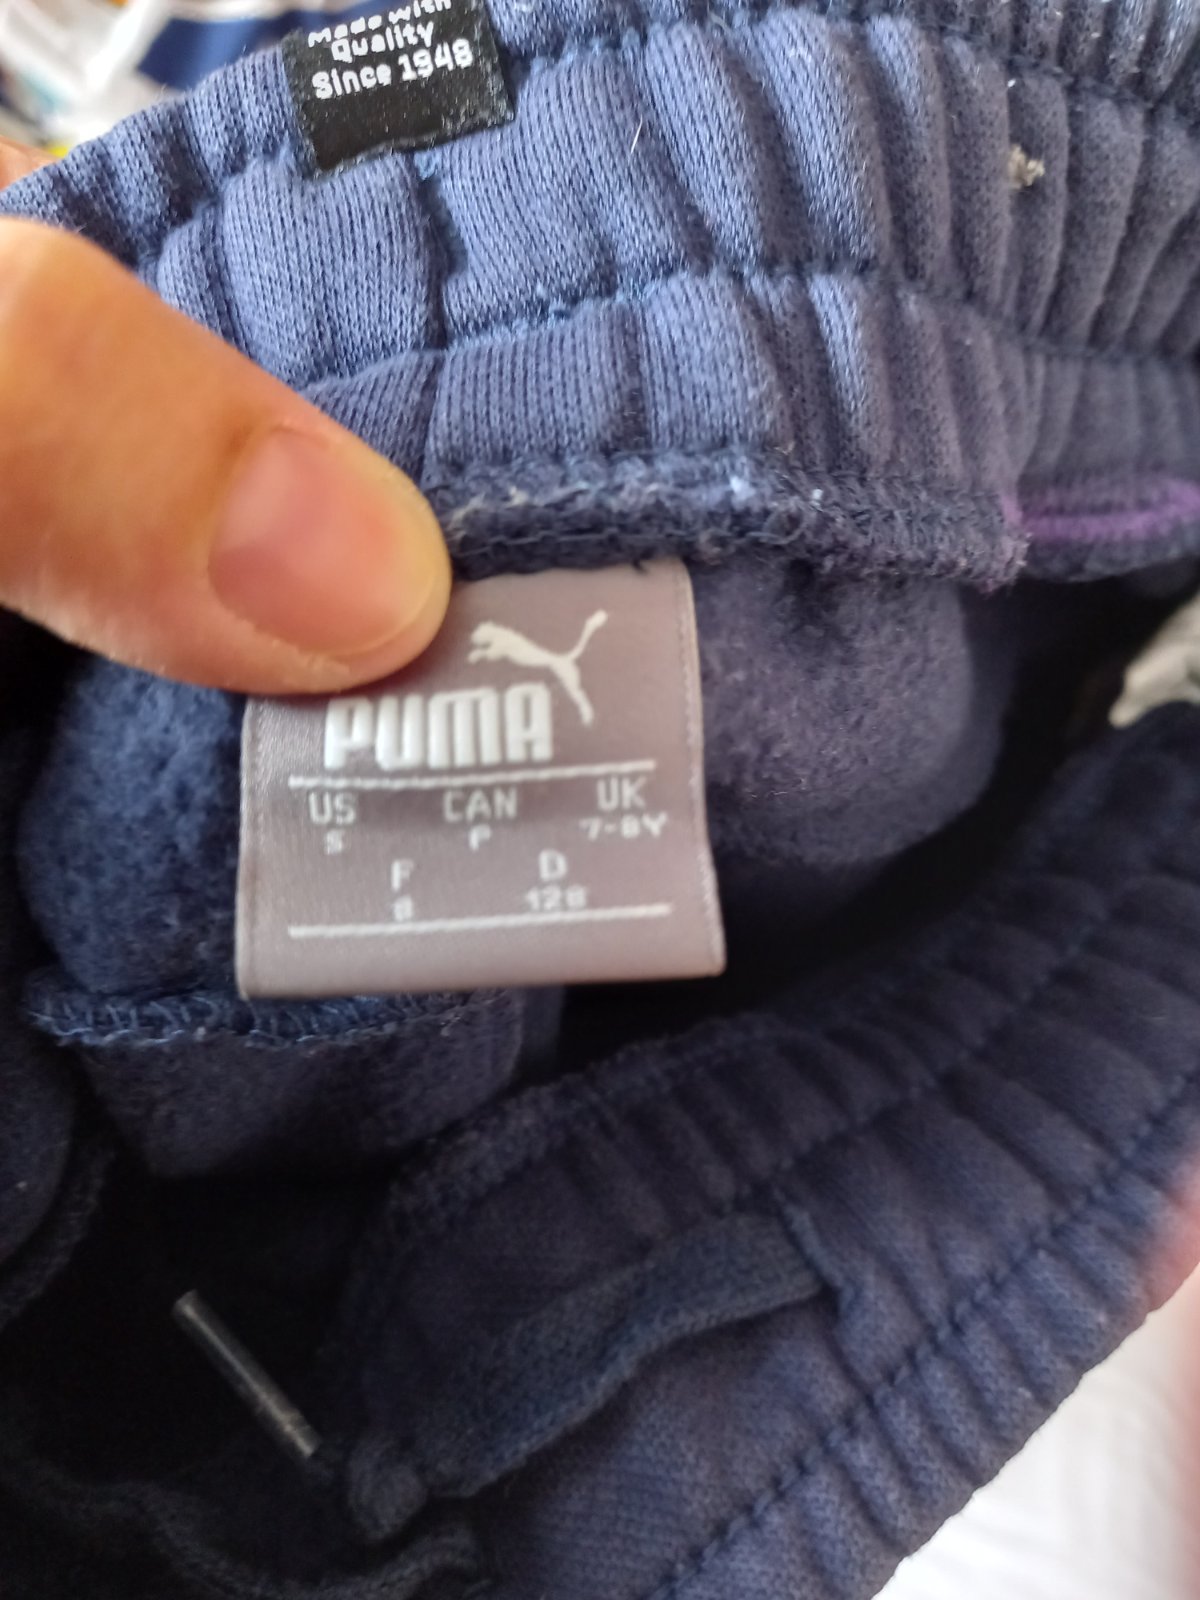 Made with
Quality
Since 1948
PUMA
US CAN UK
S P 7-8Y
F D
8 128